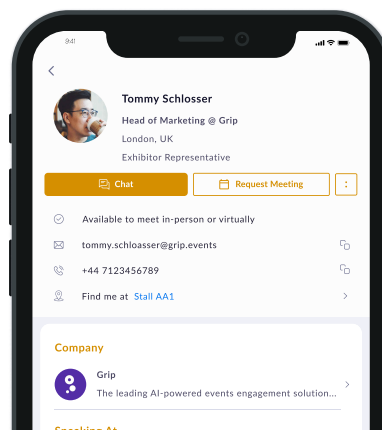 9:41
Tommy Schlosser
Head of Marketing @ Grip
London, UK
Exhibitor Representative
Chat
Request Meeting
Available to meet in-person or virtually
tommy.schloasser@grip.events
+44 7123456789
Find me at Stall AA1
Company
Grip
The leading AI-powered events engagement solution...
Speaking At